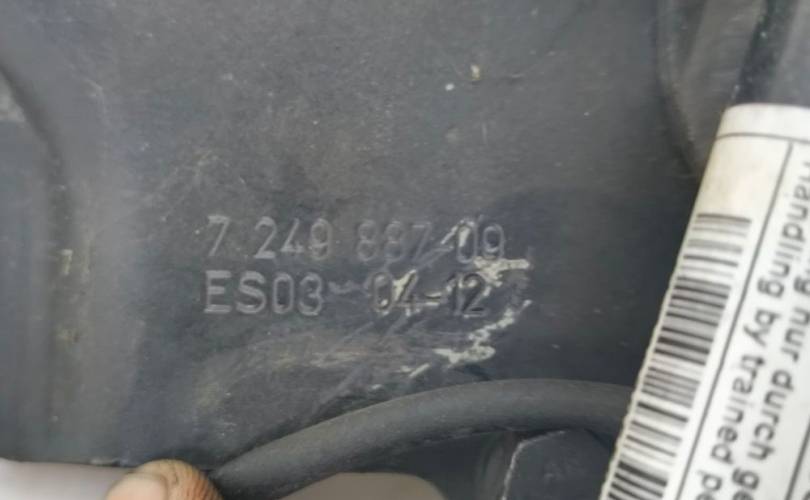 7 249 887 09
ES03 04-12
Handling by trained p
nur durch g